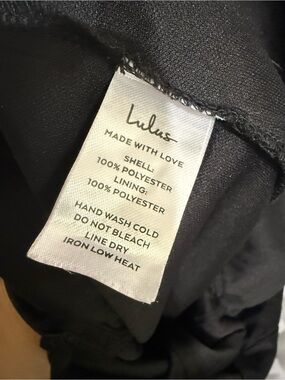 Lulus
MADE WITH LOVE
SHELL:
100% POLYESTER
LINING:
100% POLYESTER
HAND WASH COLD
DO NOT BLEACH
LINE DRY
IRON LOW HEAT